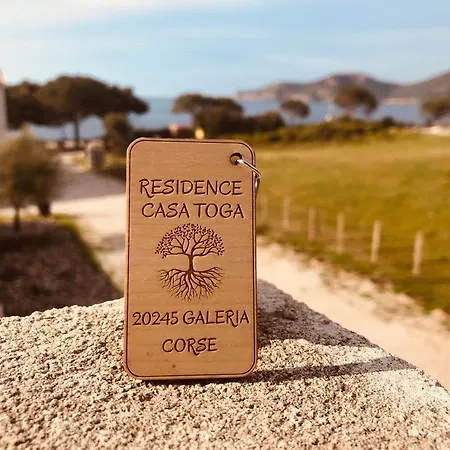 RESIDENCE
CASA TOGA
20245 GALERIA
CORSE